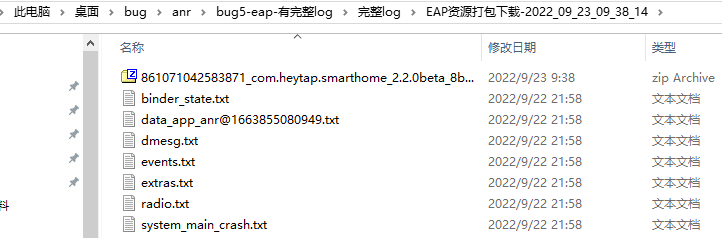 此电脑 > 桌面 > bug > anr > bug5-eap-有完整log > 完整log > EAP资源打包下载-2022_09_23_09_38_14 >
名称 修改日期 类型
861071042583871_com.heytap.smarthome_2.2.0beta_8b... 2022/9/23 9:38 zip Archive
binder_state.txt 2022/9/22 21:58 文本文档
data_app_anr@1663855080949.txt 2022/9/22 21:58 文本文档
dmesg.txt 2022/9/22 21:58 文本文档
events.txt 2022/9/22 21:58 文本文档
extras.txt 2022/9/22 21:58 文本文档
料
radio.txt 2022/9/22 21:58 文本文档
system_main_crash.txt 2022/9/22 21:58 文本文档